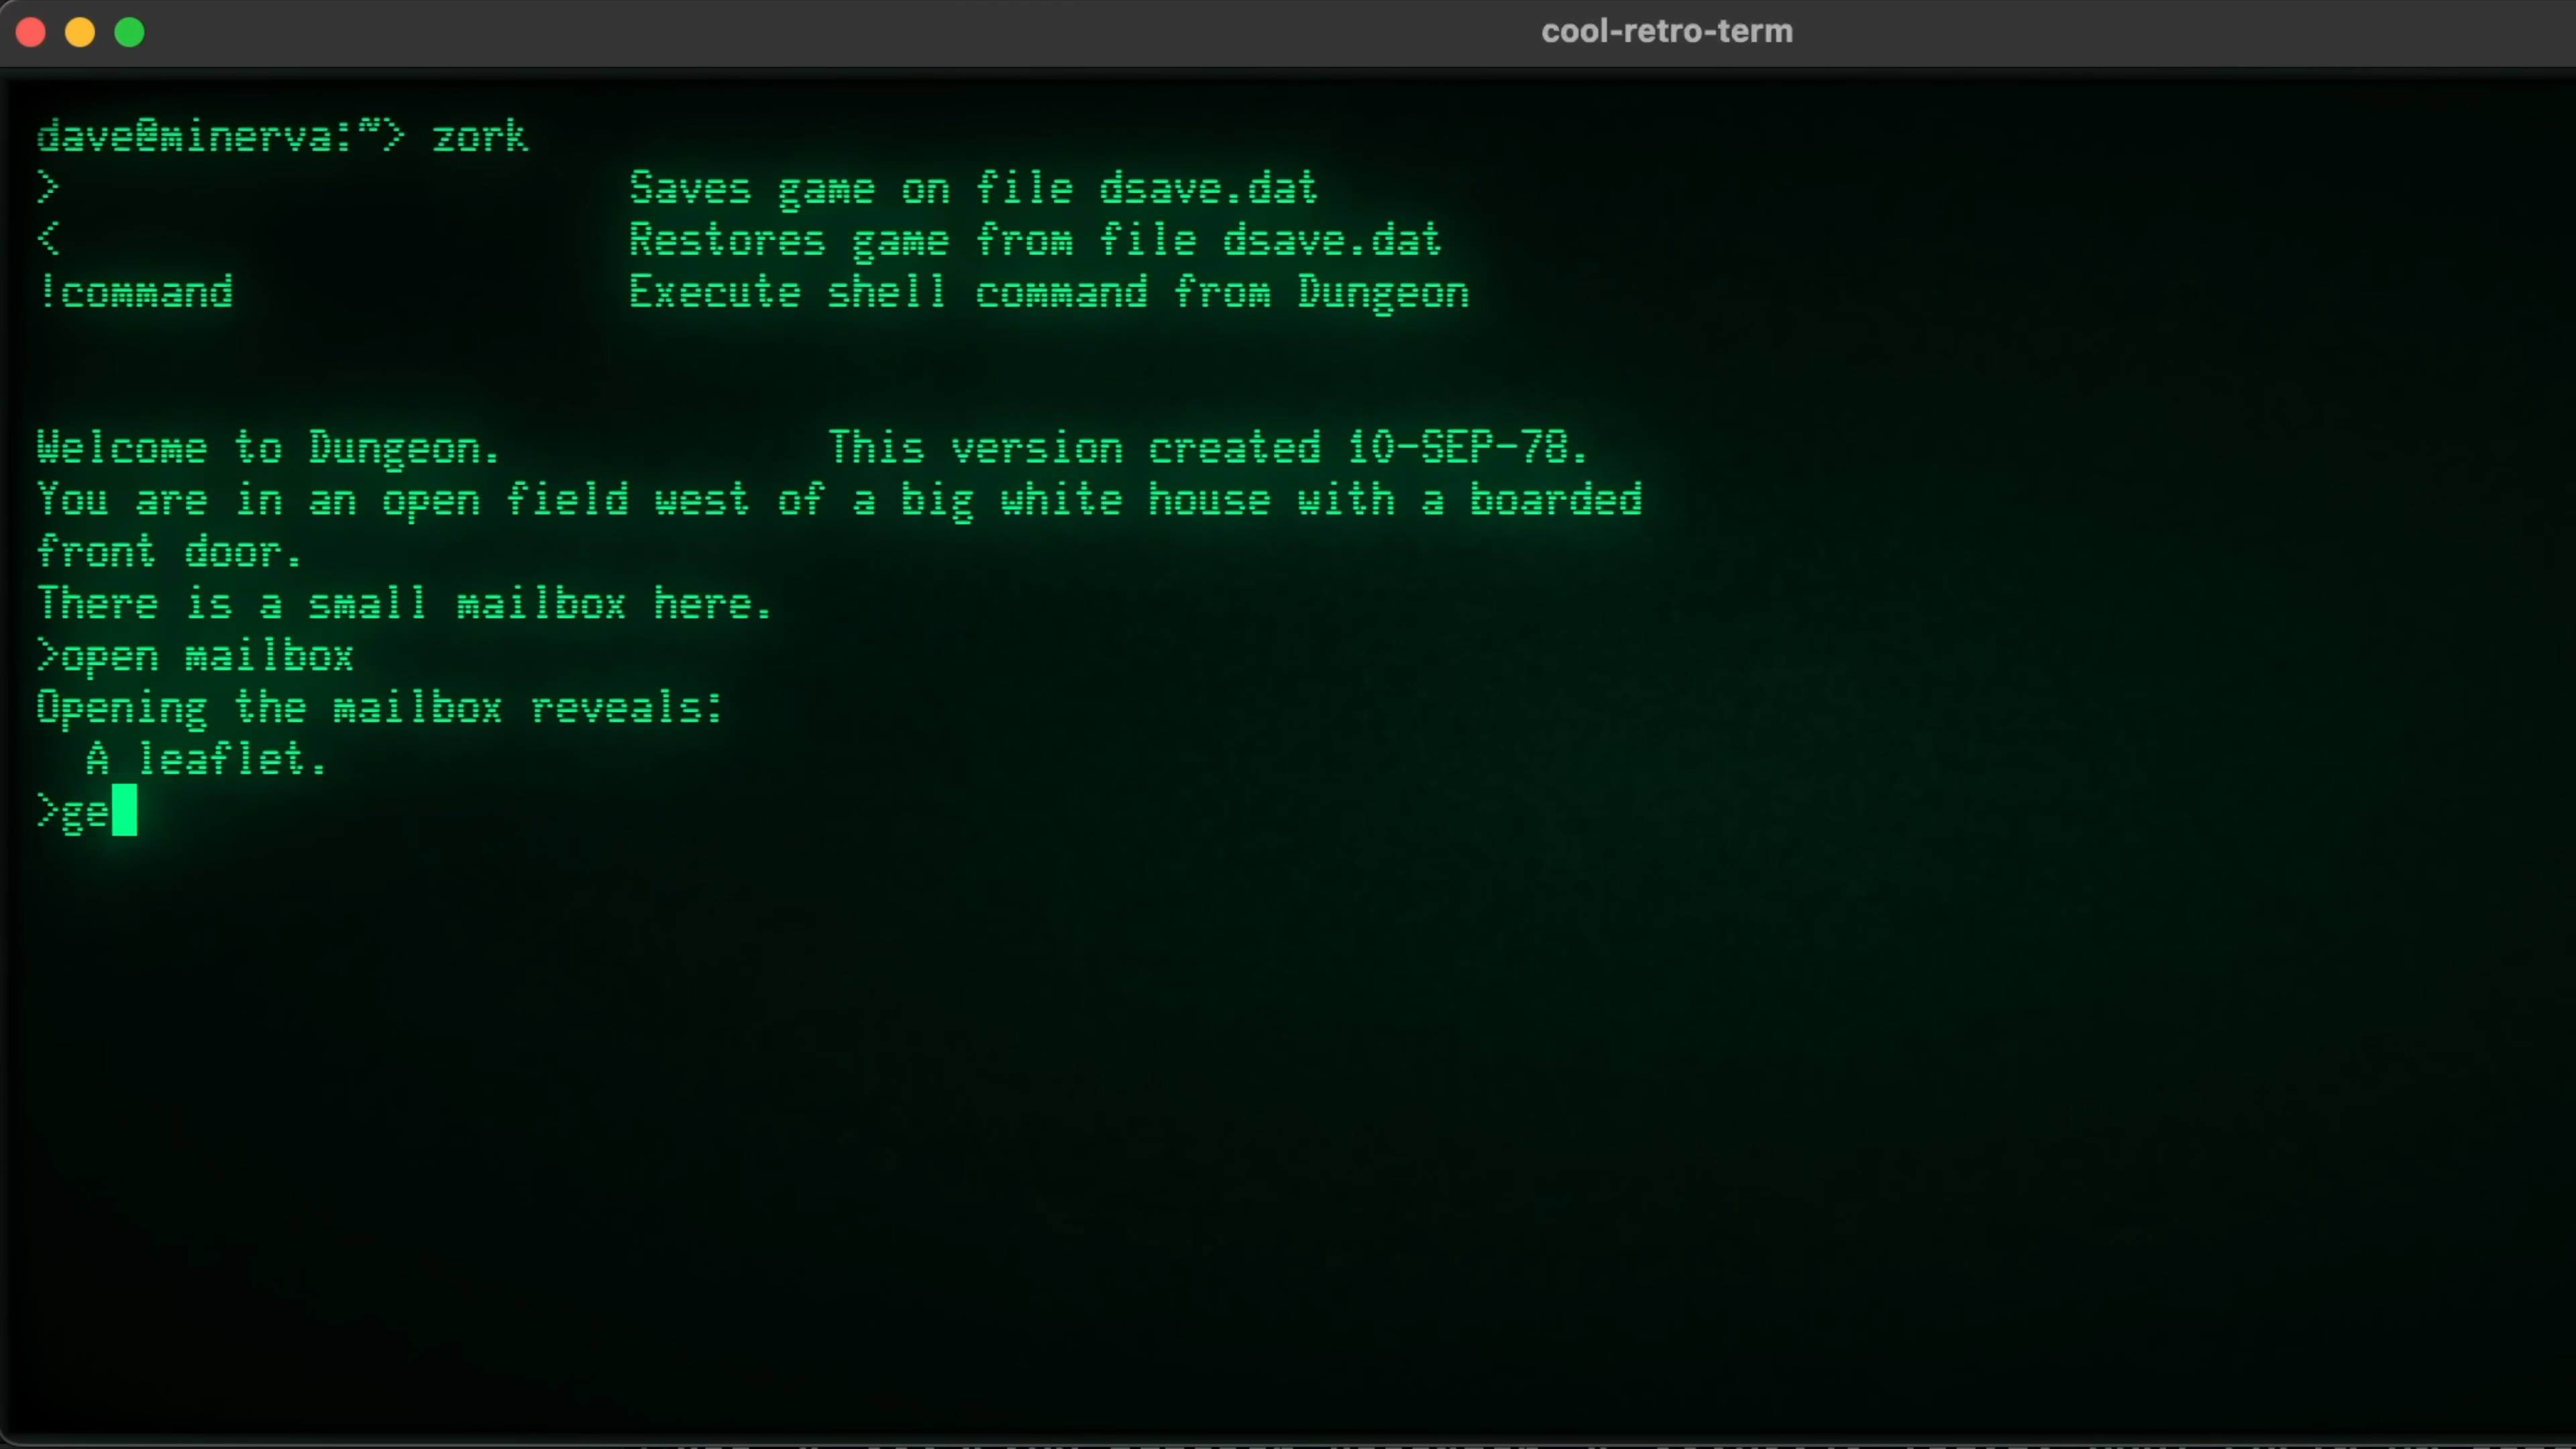 cool-retro-term
dave@minerva:~> zork
> Saves game on file dsave.dat
< Restores game from file dsave.dat
!command Execute shell command from Dungeon
Welcome to Dungeon. This version created 10-SEP-78.
You are in an open field west of a big white house with a boarded
front door.
There is a small mailbox here.
>open mailbox
Opening the mailbox reveals:
A leaflet.
>ge